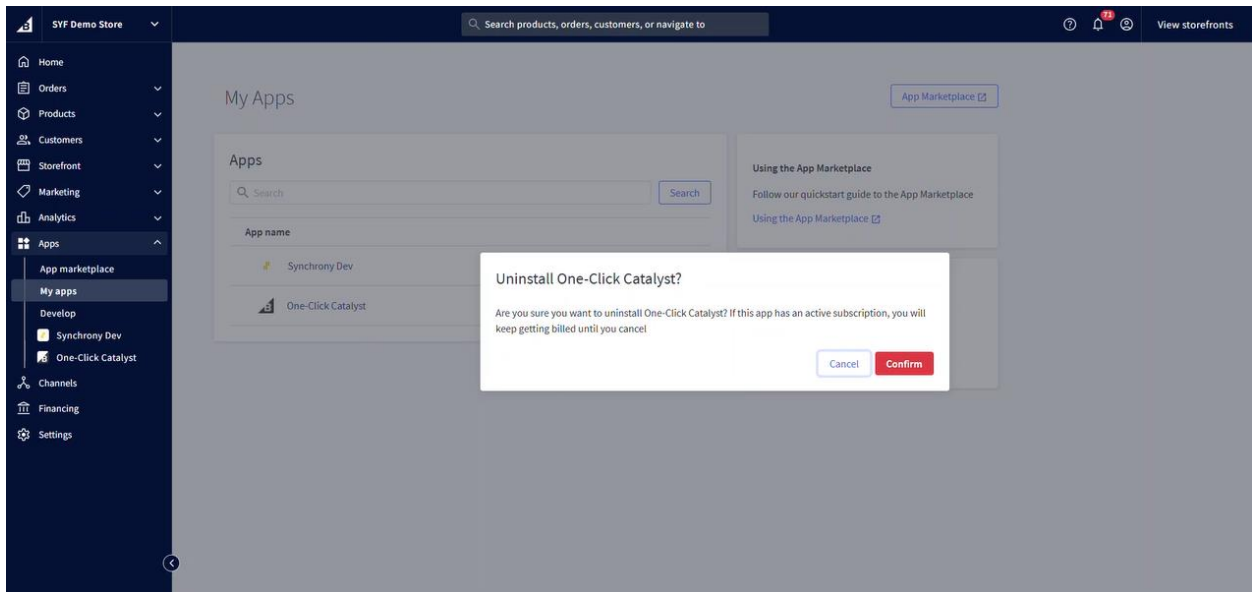 SYF Demo Store
Search products, orders, customers, or navigate to
71
View storefronts
Home
Orders
Products
Customers
Storefront
Marketing
Analytics
Apps
App marketplace
My apps
Develop
Synchrony Dev
One-Click Catalyst
Channels
Financing
Settings
My Apps
App Marketplace
Apps
Search
Search
App name
Synchrony Dev
One-Click Catalyst
Using the App Marketplace
Follow our quickstart guide to the App Marketplace
Using the App Marketplace
Uninstall One-Click Catalyst?
Are you sure you want to uninstall One-Click Catalyst? If this app has an active subscription, you will
keep getting billed until you cancel
Cancel
Confirm